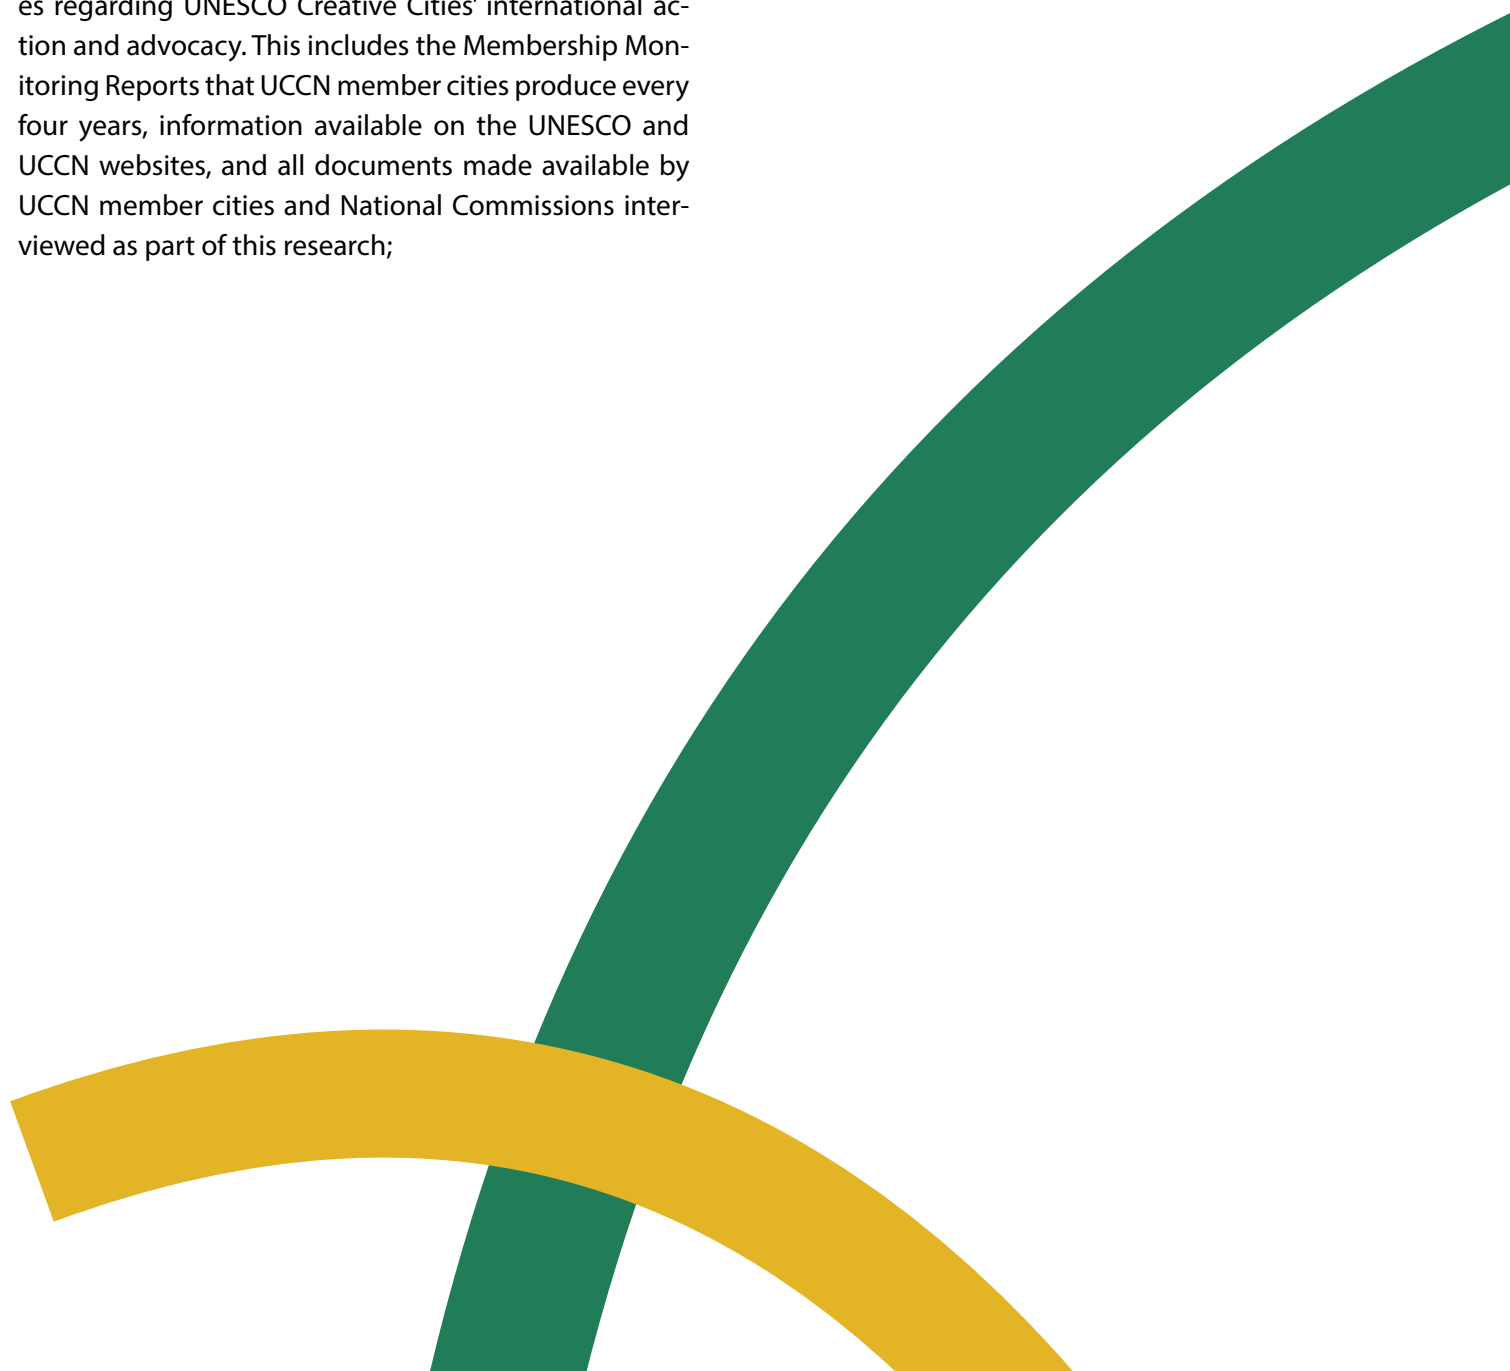 es regarding UNESCO Creative Cities’ international ac-
tion and advocacy. This includes the Membership Mon-
itoring Reports that UCCN member cities produce every
four years, information available on the UNESCO and
UCCN websites, and all documents made available by
UCCN member cities and National Commissions inter-
viewed as part of this research;